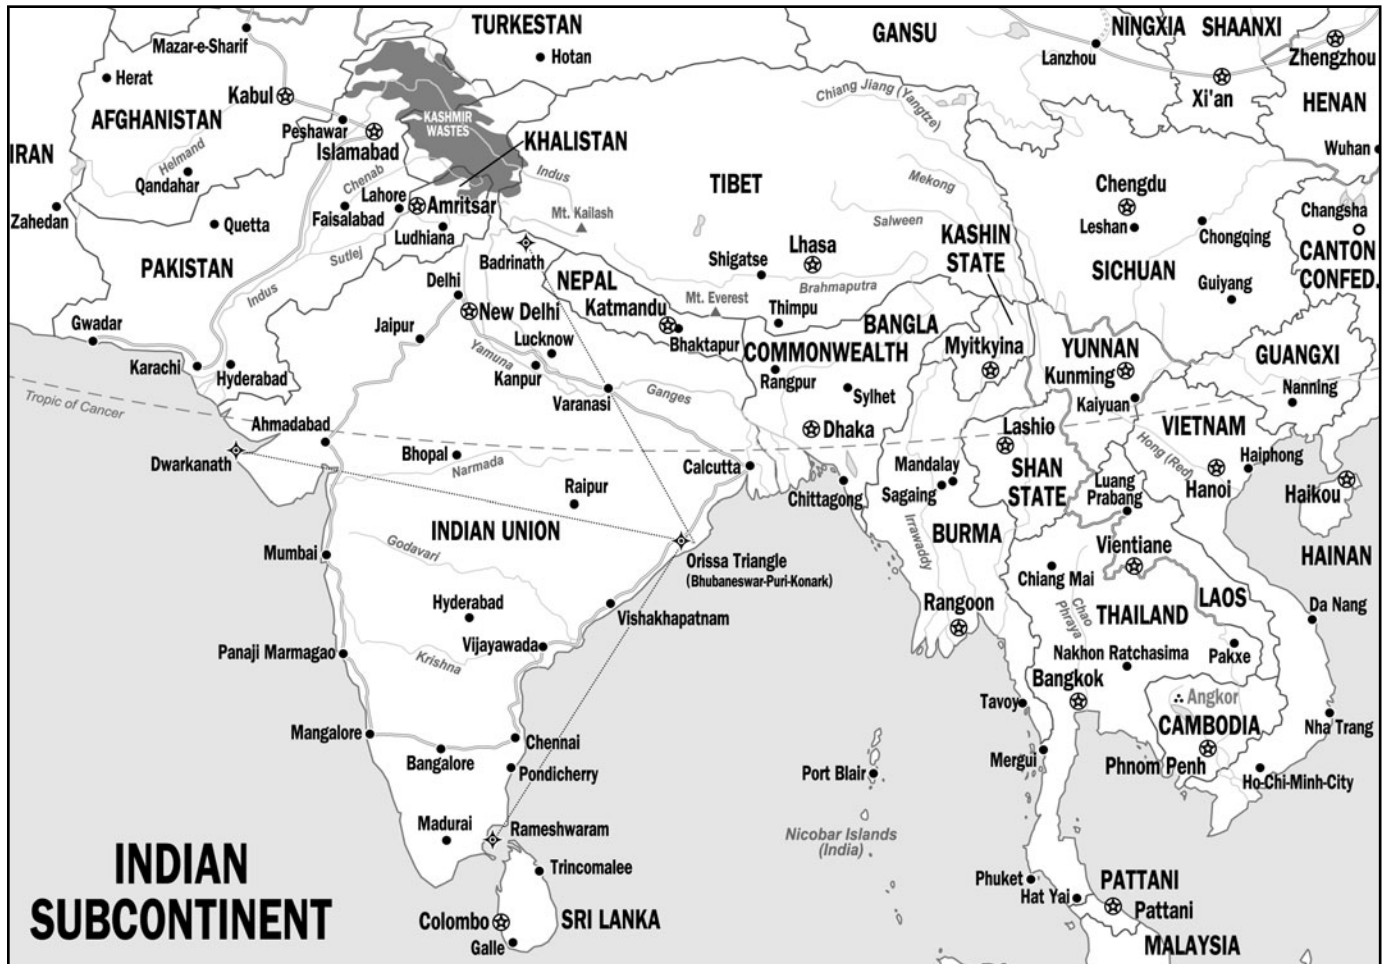 TURKESTAN
GANSU
NINGXIA
SHAANXI
Mazar-e-Sharif
Hotan
Lanzhou
Zhengzhou
Herat
Kabul
Xi'an
HENAN
Chiang Jiang (Yangtze)
AFGHANISTAN
KASHMIR
WASTES
Peshawar
Islamabad
KHALISTAN
Wuhan
IRAN
Helmand
Qandahar
Chenab
Indus
TIBET
Mekong
Chengdu
Lahore
Amritsar
Zahedan
Faisalabad
Mt. Kailash
Salween
Changsha
Quetta
Ludhiana
Leshan
Chongqing
KASHIN
STATE
CANTON
CONFED.
Sutlej
Badrinath
Lhasa
Shigatse
PAKISTAN
SICHUAN
Indus
Delhi
NEPAL
Brahmaputra
Guiyang
Katmandu
Mt. Everest
Thimpu
Gwadar
New Delhi
Jaipur
Lucknow
Bhaktapur
BANGLA
COMMONWEALTH
Myitkyina
YUNNAN
Kunming
GUANGXI
Yamuna
Karachi
Hyderabad
Kanpur
Rangpur
Nanning
Varanasi
Ganges
Sylhet
Kaiyuan
Tropic of Cancer
Ahmadabad
Dhaka
Lashio
VIETNAM
Dwarkanath
Bhopal
Narmada
Calcutta
Mandalay
Hong (Red)
Haiphong
SHAN
STATE
Raipur
Chittagong
Sagaing
Luang
Prabang
Hanoi
Haikou
INDIAN UNION
Irrawaddy
BURMA
Mumbai
Godavari
Orissa Triangle
(Bhubaneswar-Puri-Konark)
Vientiane
HAINAN
Chiang Mai
Hyderabad
Rangoon
Chao
Phraya
THAILAND
LAOS
Vishakhapatnam
Da Nang
Panaji Marmagao
Vijayawada
Krishna
Nakhon Ratchasima
Pakxe
Bangkok
Angkor
Tavoy
CAMBODIA
Mangalore
Chennai
Nha Trang
Bangalore
Mergui
Phnom Penh
Pondicherry
Port Blair
Ho-Chi-Minh-City
Madurai
Rameshwaram
Nicobar Islands
(India)
INDIAN
SUBCONTINENT
Trincomalee
Phuket
PATTANI
Hat Yai
Pattani
Colombo
SRI LANKA
Galle
MALAYSIA